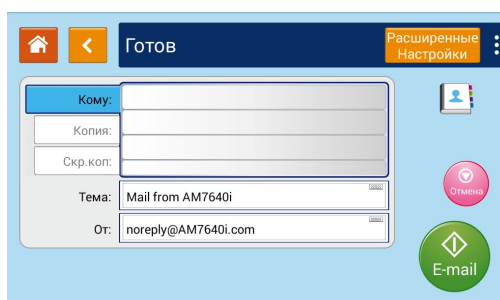 Готов
Расширенные
Настройки
Кому:
Копия:
Скр.коп:
Тема:
Mail from AM7640i
От:
noreply@AM7640i.com
Отмена
E-mail